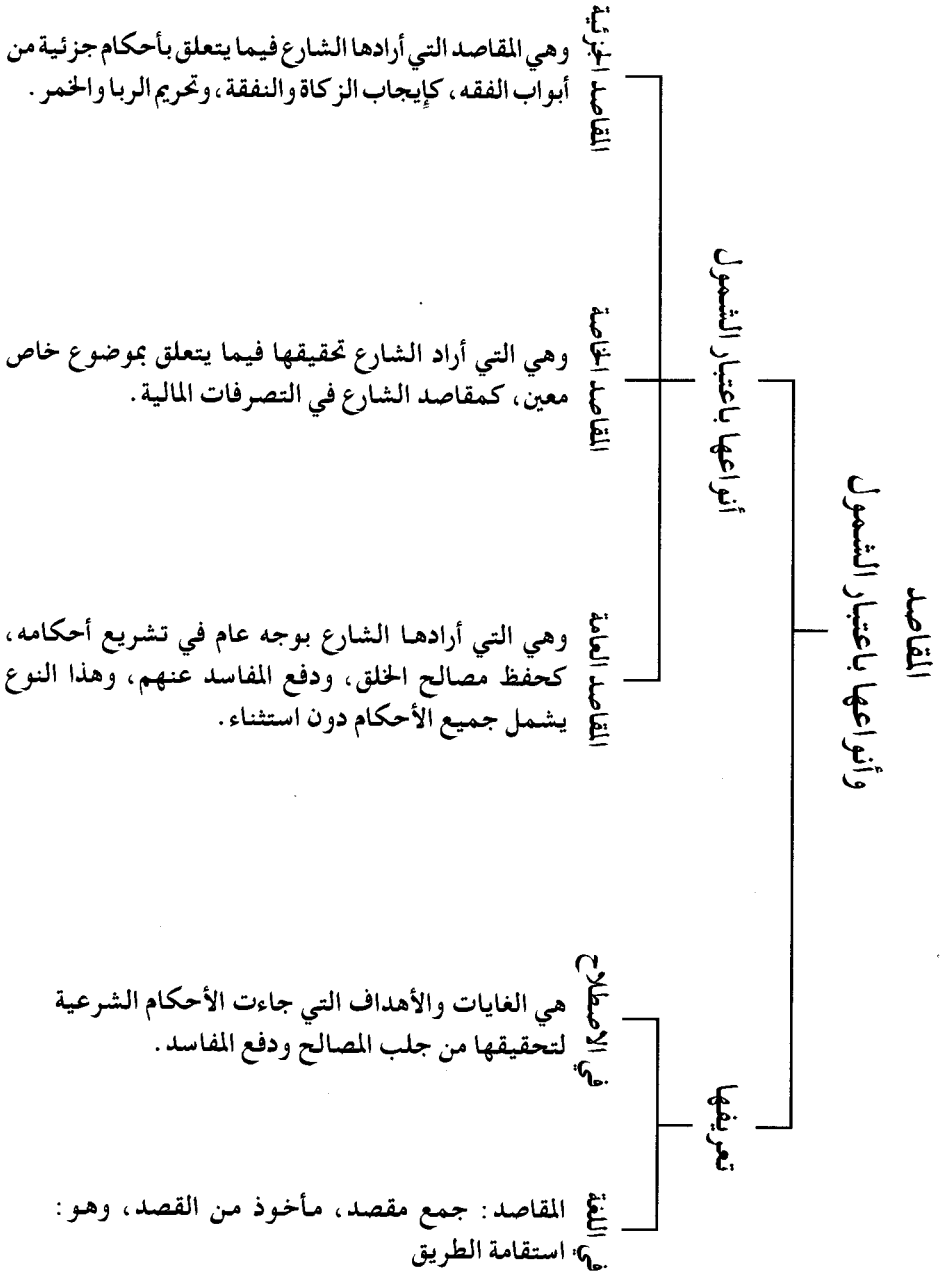 المقاصد
وأنواعها باعتبار الشمول
تعريفها
في اللغة
المقاصد: جمع مقصد، مأخوذ من القصد، وهو:
استقامة الطريق
في الاصطلاح
هي الغايات والأهداف التي جاءت الأحكام الشرعية
لتحقيقها من جلب المصالح ودفع المفاسد.
أنواعها باعتبار الشمول
المقاصد العامة
وهي التي أرادها الشارع بوجه عام في تشريع أحكامه،
كحفظ مصالح الخلق، ودفع المفاسد عنهم، وهذا النوع
يشمل جميع الأحكام دون استثناء.
المقاصد الخاصة
وهي التي أراد الشارع تحقيقها فيما يتعلق بموضوع خاص
معين، كمقاصد الشارع في التصرفات المالية.
المقاصد الجزئية
وهي المقاصد التي أرادها الشارع فيما يتعلق بأحكام جزئية من
أبواب الفقه، كإيجاب الزكاة والنفقة، وتحريم الربا والخمر.